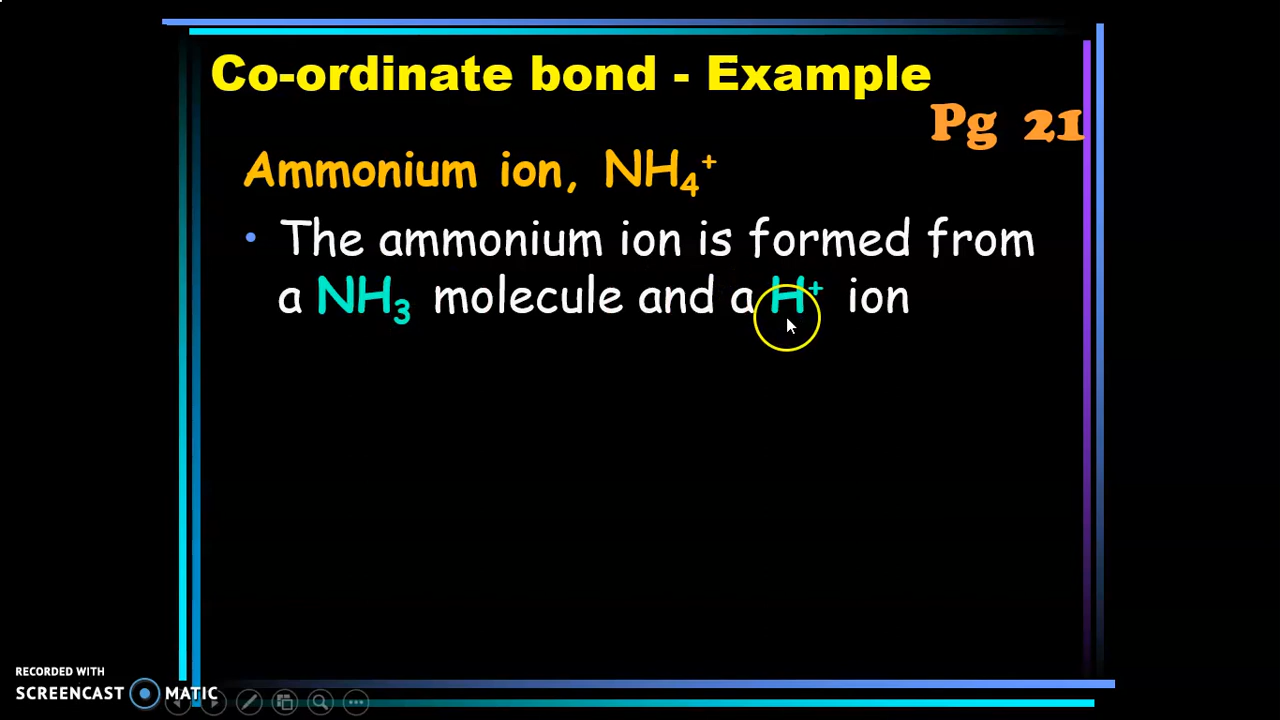 Co-ordinate bond - Example
Pg 21
Ammonium ion, NH₄⁺
• The ammonium ion is formed from
a NH₃ molecule and a H⁺ ion
RECORDED WITH
SCREENCAST MATIC